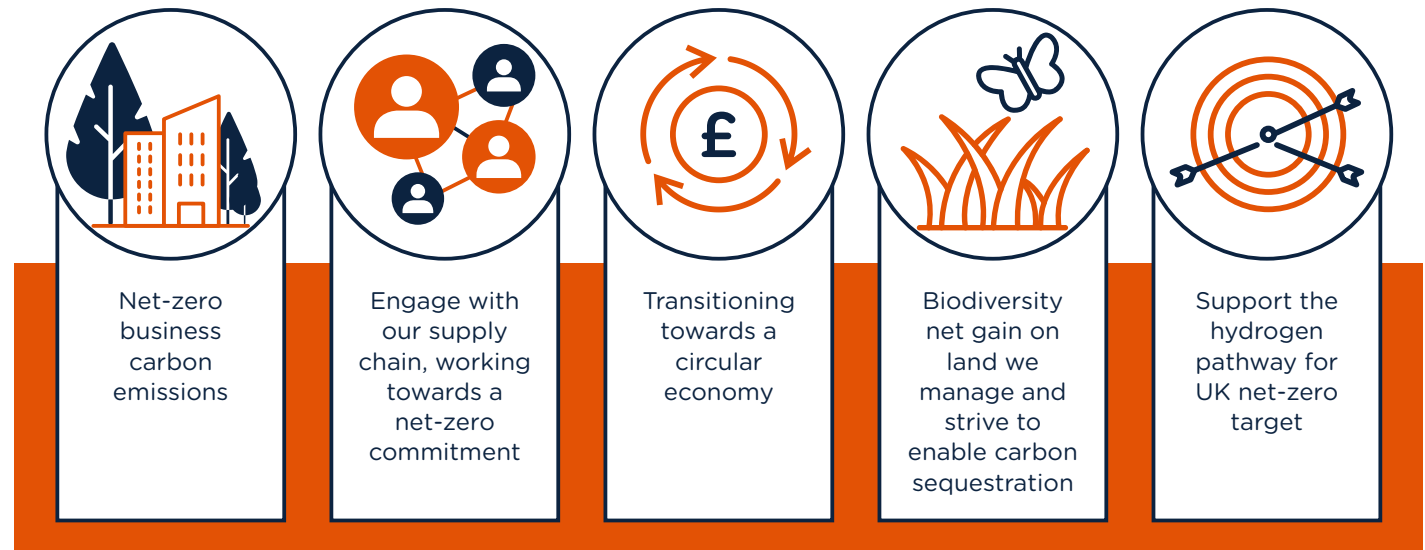 £
Net-zero
business
carbon
emissions
Engage with
our supply
chain, working
towards a
net-zero
commitment
Transitioning
towards a
circular
economy
Biodiversity
net gain on
land we
manage and
strive to
enable carbon
sequestration
Support the
hydrogen
pathway for
UK net-zero
target